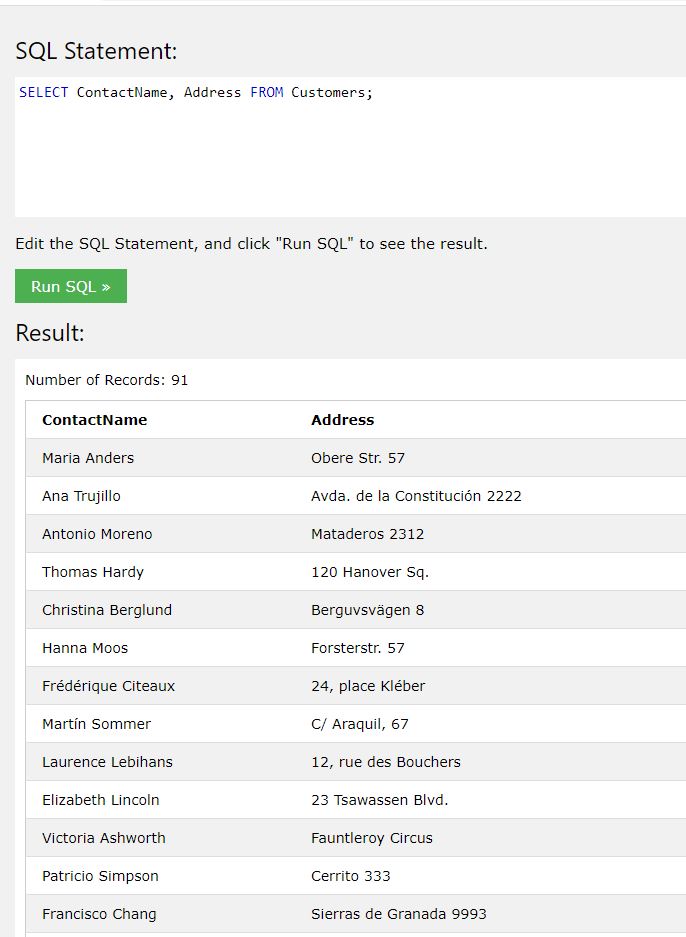 SQL Statement:
SELECT ContactName, Address FROM Customers;
Edit the SQL Statement, and click "Run SQL" to see the result.
Run SQL »
Result:
Number of Records: 91
ContactName Address
Maria Anders Obere Str. 57
Ana Trujillo Avda. de la Constitución 2222
Antonio Moreno Mataderos 2312
Thomas Hardy 120 Hanover Sq.
Christina Berglund Berguvsvägen 8
Hanna Moos Forsterstr. 57
Frédérique Citeaux 24, place Kléber
Martín Sommer C/ Araquil, 67
Laurence Lebihans 12, rue des Bouchers
Elizabeth Lincoln 23 Tsawassen Blvd.
Victoria Ashworth Fauntleroy Circus
Patricio Simpson Cerrito 333
Francisco Chang Sierras de Granada 9993